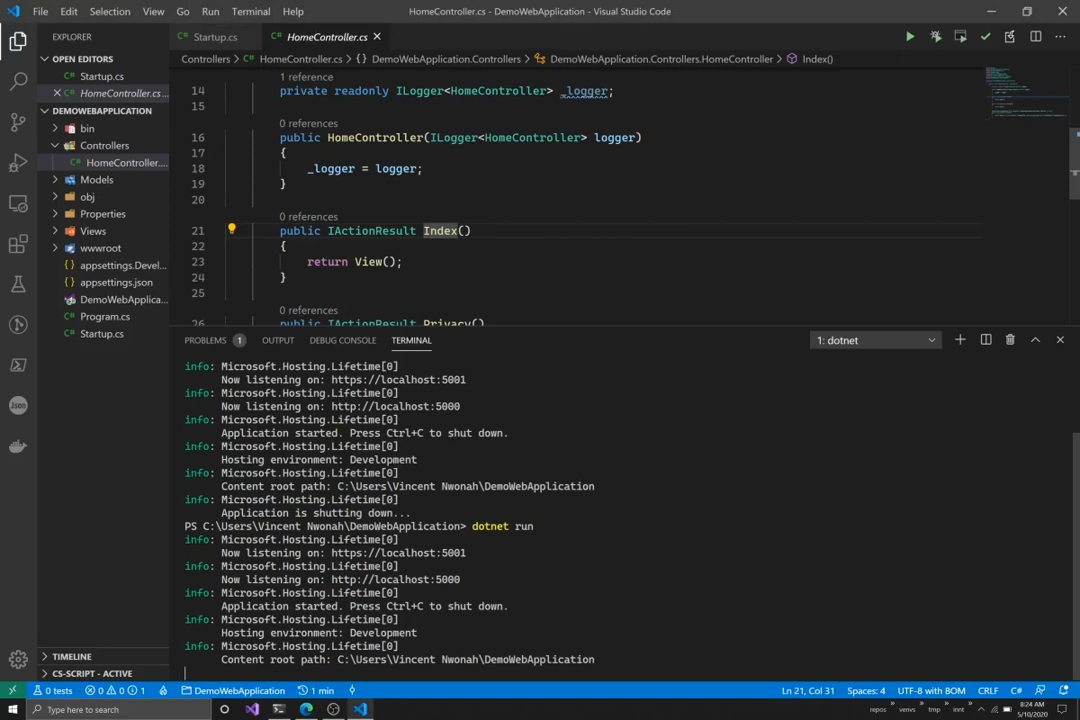 File Edit Selection View Go Run Terminal Help
HomeController.cs - DemoWebApplication - Visual Studio Code
EXPLORER
OPEN EDITORS
Startup.cs
HomeController.cs...
DEMOWEBAPPLICATION
bin
Controllers
HomeController....
Models
obj
Properties
Views
wwwroot
appsettings.Devel...
appsettings.json
DemoWebApplica...
Program.cs
Startup.cs
TIMELINE
CS-SCRIPT - ACTIVE
Startup.cs HomeController.cs
Controllers > HomeController.cs > {} DemoWebApplication.Controllers > DemoWebApplication.Controllers.HomeController > Index()
1 reference
14 private readonly ILogger<HomeController> _logger;
15
0 references
16 public HomeController(ILogger<HomeController> logger)
17 {
18 _logger = logger;
19 }
20
0 references
21 public IActionResult Index()
22 {
23 return View();
24 }
25
0 references
26 public IActionResult Privacy()
PROBLEMS 1 OUTPUT DEBUG CONSOLE TERMINAL
1: dotnet
info: Microsoft.Hosting.Lifetime[0]
Now listening on: https://localhost:5001
info: Microsoft.Hosting.Lifetime[0]
Now listening on: http://localhost:5000
info: Microsoft.Hosting.Lifetime[0]
Application started. Press Ctrl+C to shut down.
info: Microsoft.Hosting.Lifetime[0]
Hosting environment: Development
info: Microsoft.Hosting.Lifetime[0]
Content root path: C:\Users\Vincent Nwonah\DemoWebApplication
info: Microsoft.Hosting.Lifetime[0]
Application is shutting down...
PS C:\Users\Vincent Nwonah\DemoWebApplication> dotnet run
info: Microsoft.Hosting.Lifetime[0]
Now listening on: https://localhost:5001
info: Microsoft.Hosting.Lifetime[0]
Now listening on: http://localhost:5000
info: Microsoft.Hosting.Lifetime[0]
Application started. Press Ctrl+C to shut down.
info: Microsoft.Hosting.Lifetime[0]
Hosting environment: Development
info: Microsoft.Hosting.Lifetime[0]
Content root path: C:\Users\Vincent Nwonah\DemoWebApplication
Json
0 tests 0 0 1 DemoWebApplication 1 min
Ln 21, Col 31 Spaces: 4 UTF-8 with BOM CRLF C#
Type here to search
repos venvs tmp innt
8:24 AM
5/10/2020